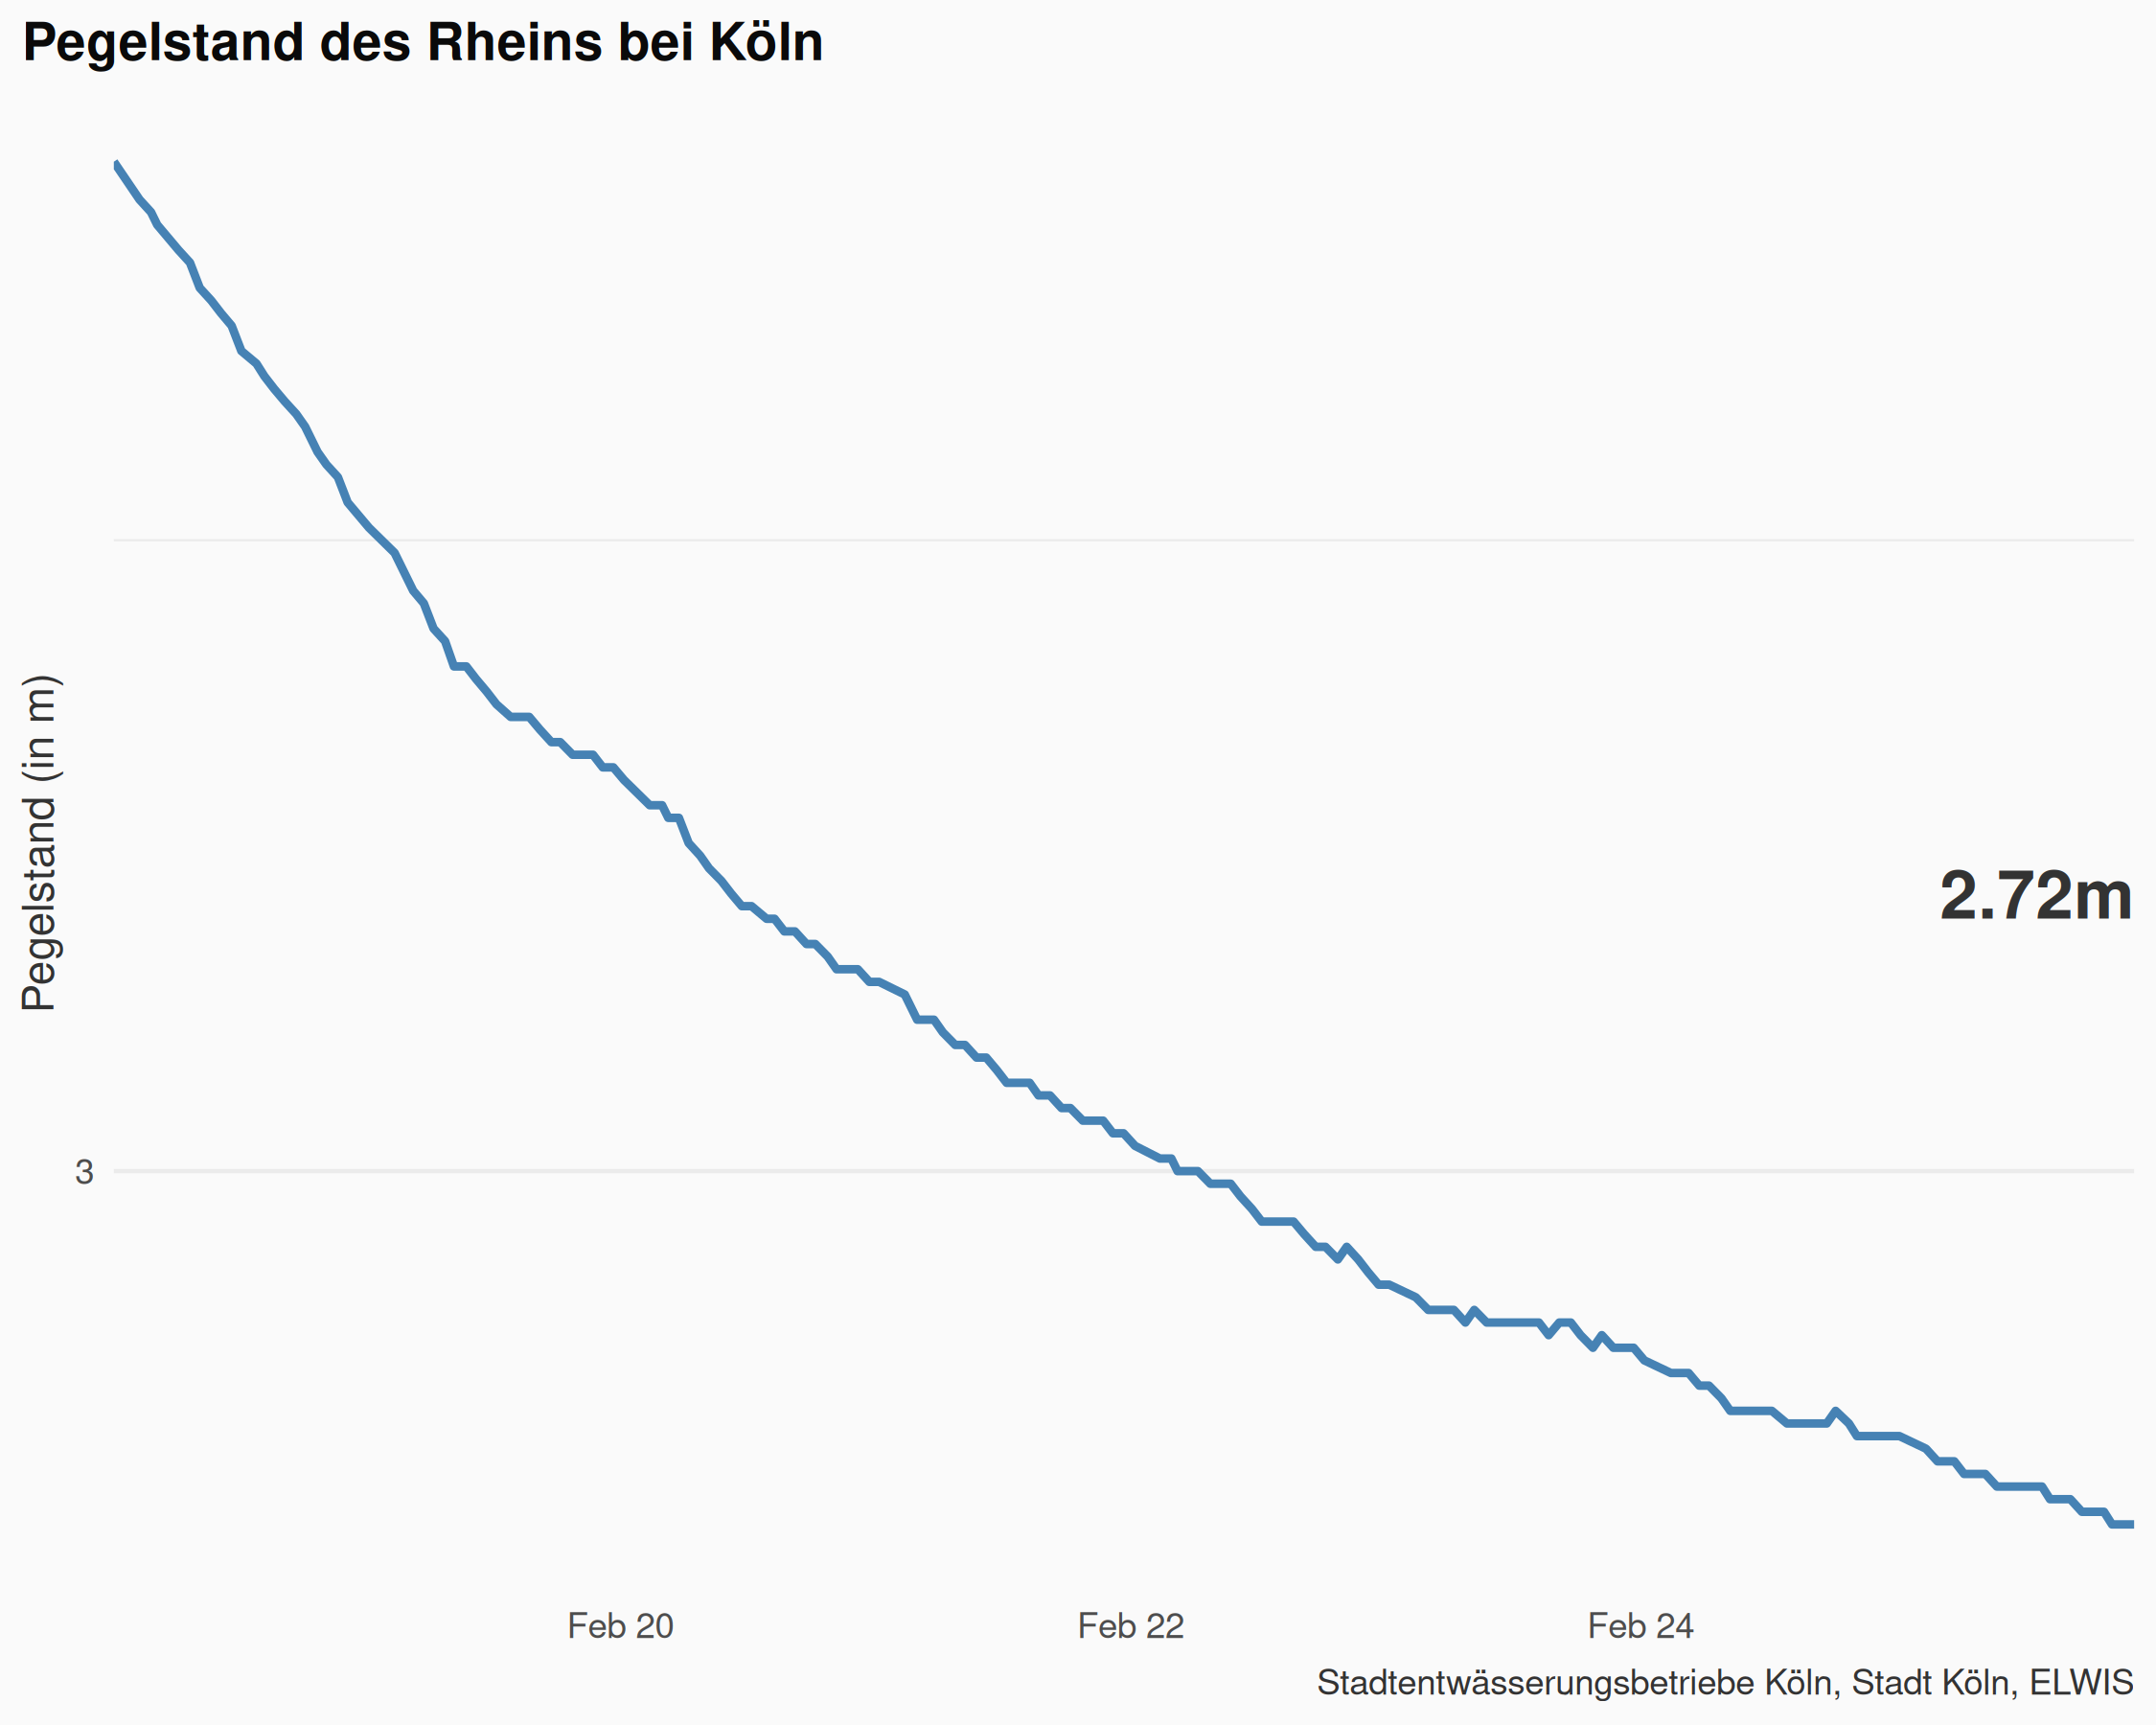 Pegelstand des Rheins bei Köln
Pegelstand (in m)
2.72m
3
Feb 20
Feb 22
Feb 24
Stadtentwässerungsbetriebe Köln, Stadt Köln, ELWIS